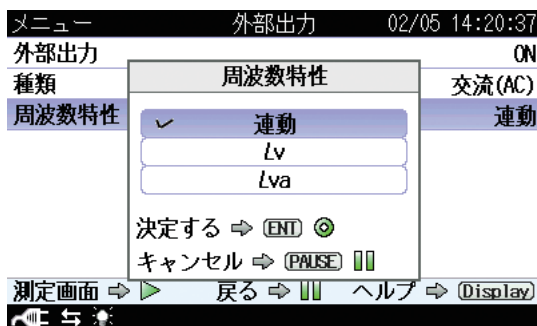 メニュー 外部出力 02/05 14:20:37
外部出力 ON
種類 交流(AC)
周波数特性 連動
周波数特性
連動
Lv
Lva
決定する ⇨ ENT
キャンセル ⇨ PAUSE
測定画面 ⇨ 戻る ⇨ ヘルプ ⇨ Display